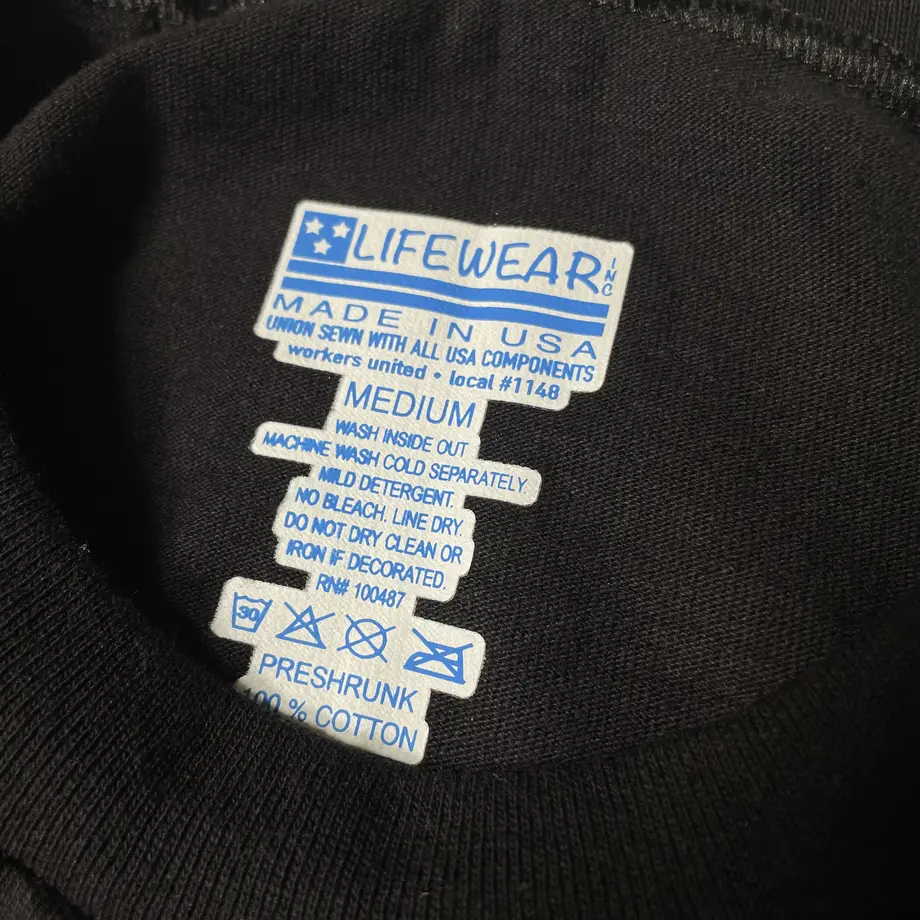 LIFEWEAR INC
MADE IN USA
UNION SEWN WITH ALL USA COMPONENTS
workers united • local #1148
MEDIUM
WASH INSIDE OUT
MACHINE WASH COLD SEPARATELY.
MILD DETERGENT.
NO BLEACH. LINE DRY.
DO NOT DRY CLEAN OR
IRON IF DECORATED.
RN# 100487
30
PRESHRUNK
100 % COTTON